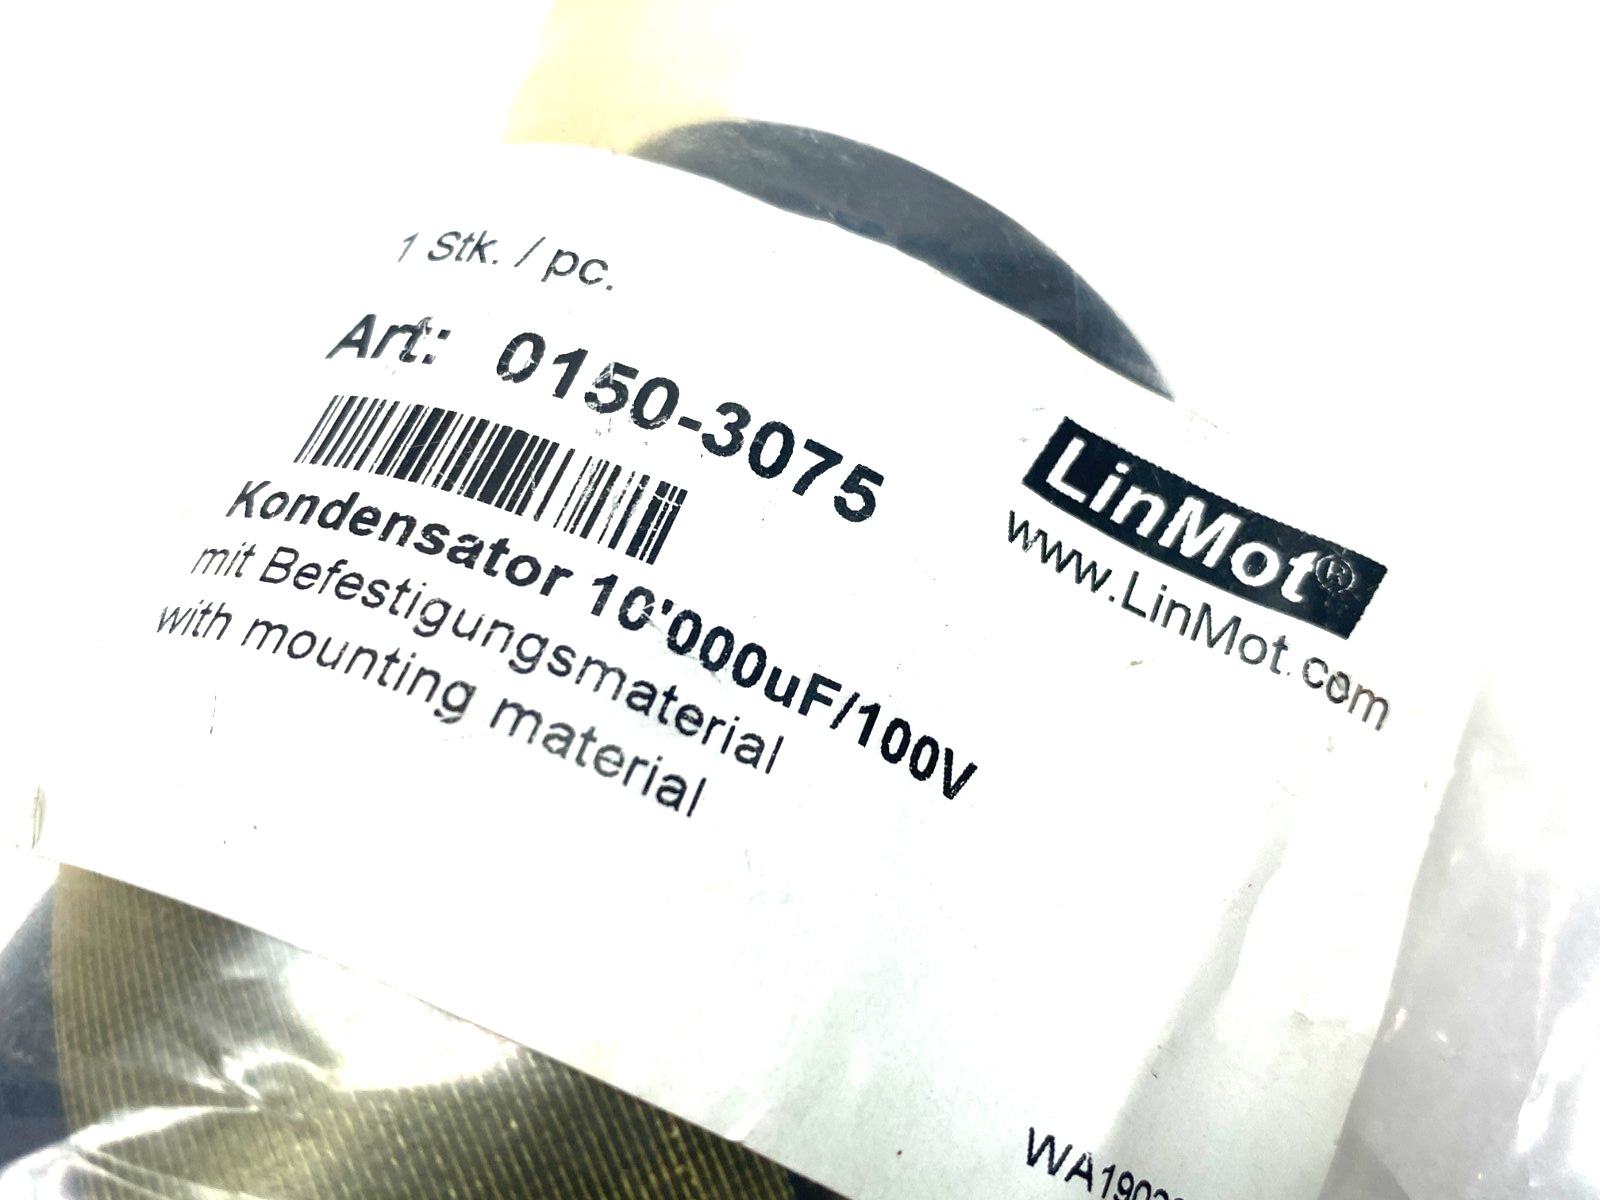 1 Stk. / pc.
Art: 0150-3075
LinMot®
www.LinMot.com
Kondensator 10'000uF/100V
mit Befestigungsmaterial
with mounting material